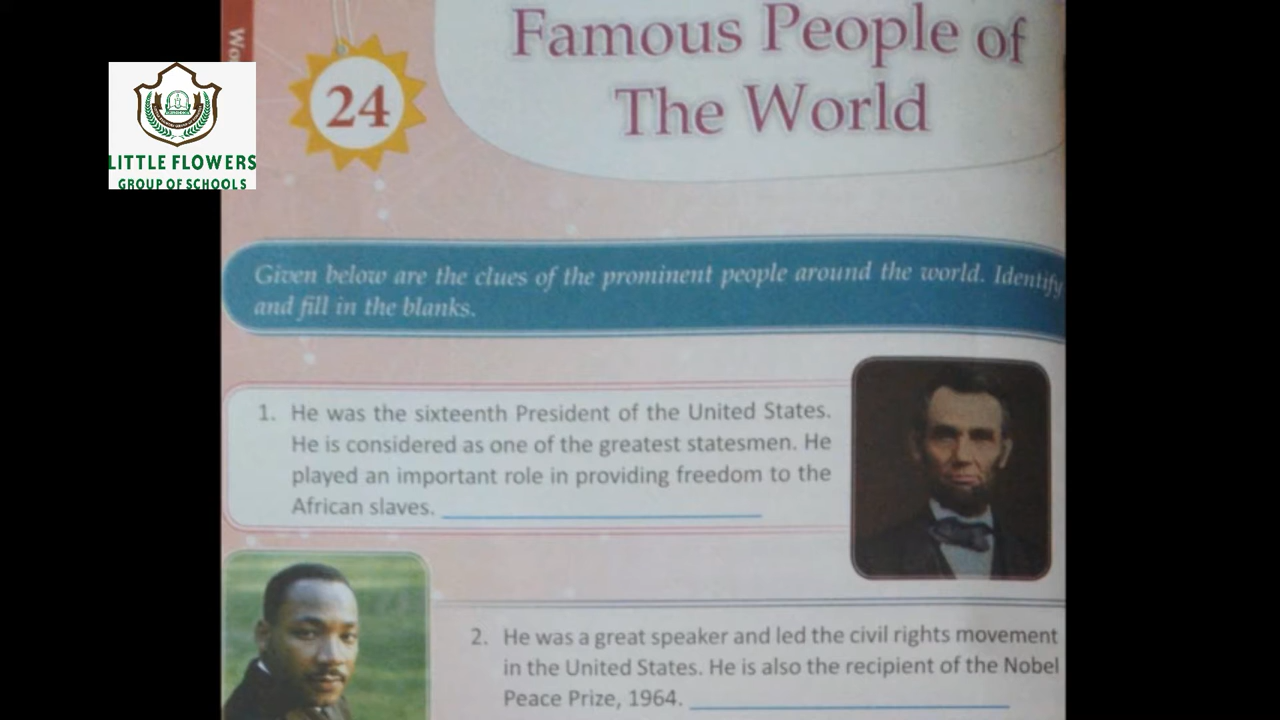 Famous People of
The World
24
LITTLE FLOWERS
GROUP OF SCHOOLS
Given below are the clues of the prominent people around the world. Identify
and fill in the blanks.
1. He was the sixteenth President of the United States.
He is considered as one of the greatest statesmen. He
played an important role in providing freedom to the
African slaves.
2. He was a great speaker and led the civil rights movement
in the United States. He is also the recipient of the Nobel
Peace Prize, 1964.